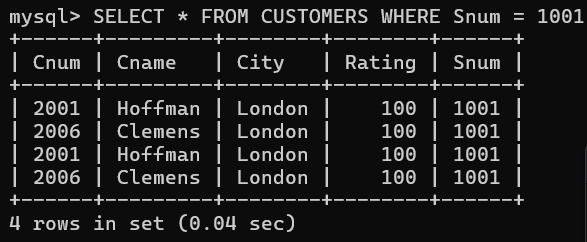 mysql> SELECT * FROM CUSTOMERS WHERE Snum = 1001
+------+---------+--------+--------+------+
| Cnum | Cname   | City   | Rating | Snum |
+------+---------+--------+--------+------+
| 2001 | Hoffman | London |    100 | 1001 |
| 2006 | Clemens | London |    100 | 1001 |
| 2001 | Hoffman | London |    100 | 1001 |
| 2006 | Clemens | London |    100 | 1001 |
+------+---------+--------+--------+------+
4 rows in set (0.04 sec)